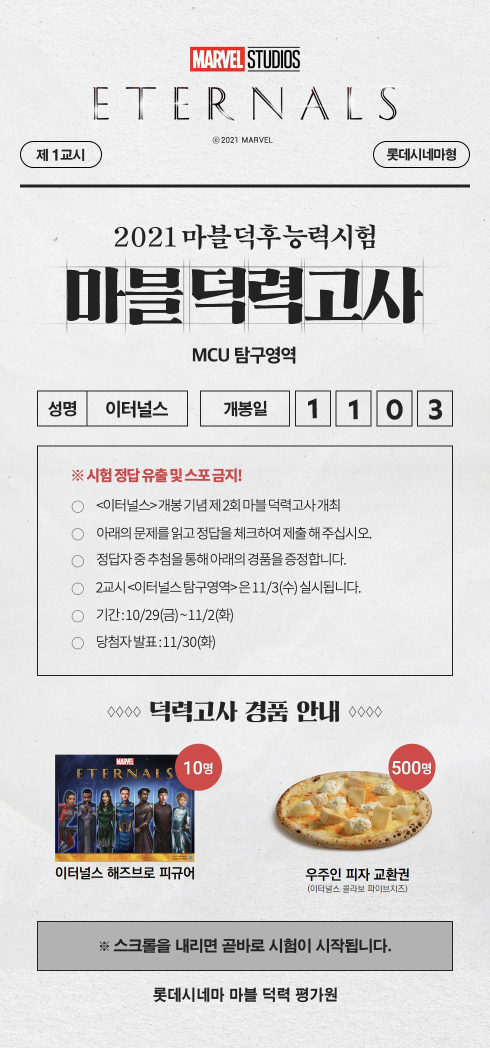 MARVEL STUDIOS
ETERNALS
© 2021 MARVEL
제 1교시
롯데시네마형
2021 마블덕후능력시험
마블덕력고사
MCU 탐구영역
성명 이터널스 개봉일 1 1 0 3
※ 시험 정답 유출 및 스포 금지!
○ <이터널스> 개봉 기념 제2회 마블 덕력고사 개최
○ 아래의 문제를 읽고 정답을 체크하여 제출 해 주십시오.
○ 정답자 중 추첨을 통해 아래의 경품을 증정합니다.
○ 2교시 <이터널스 탐구영역> 은 11/3(수) 실시됩니다.
○ 기간 : 10/29(금) ~ 11/2(화)
○ 당첨자 발표 : 11/30(화)
◇◇◇◇ 덕력고사 경품 안내 ◇◇◇◇
MARVEL
ETERNALS
10명
500명
이터널스 해즈브로 피규어
우주인 피자 교환권
(이터널스 콜라보 파이브치즈)
※ 스크롤을 내리면 곧바로 시험이 시작됩니다.
롯데시네마 마블 덕력 평가원